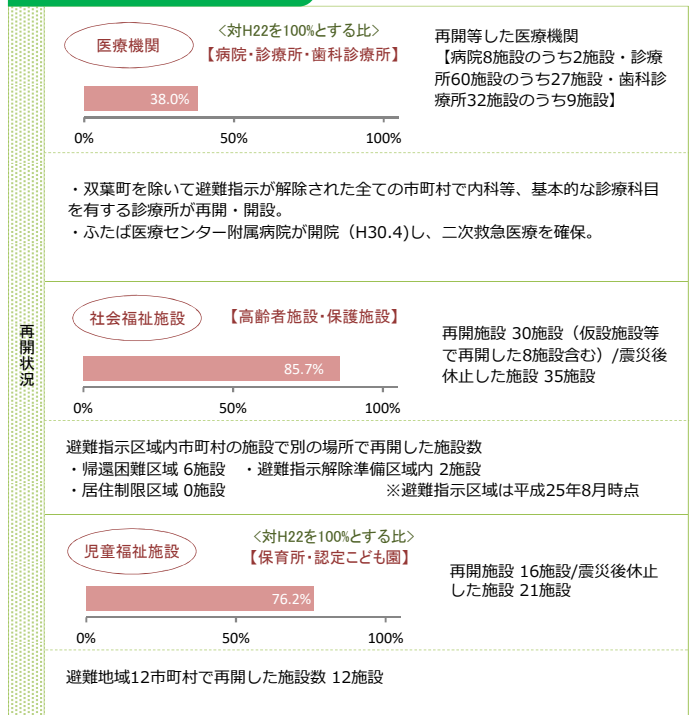 再開状況
医療機関
<対H22を100%とする比>
【病院・診療所・歯科診療所】
38.0%
0% 50% 100%
再開等した医療機関
【病院8施設のうち2施設・診療
所60施設のうち27施設・歯科診
療所32施設のうち9施設】
・双葉町を除いて避難指示が解除された全ての市町村で内科等、基本的な診療科目
を有する診療所が再開・開設。
・ふたば医療センター附属病院が開院（H30.4)し、二次救急医療を確保。
社会福祉施設
【高齢者施設・保護施設】
85.7%
0% 50% 100%
再開施設 30施設（仮設施設等
で再開した8施設含む）/震災後
休止した施設 35施設
避難指示区域内市町村の施設で別の場所で再開した施設数
・帰還困難区域 6施設 ・避難指示解除準備区域内 2施設
・居住制限区域 0施設 ※避難指示区域は平成25年8月時点
児童福祉施設
<対H22を100%とする比>
【保育所・認定こども園】
76.2%
0% 50% 100%
再開施設 16施設/震災後休止
した施設 21施設
避難地域12市町村で再開した施設数 12施設